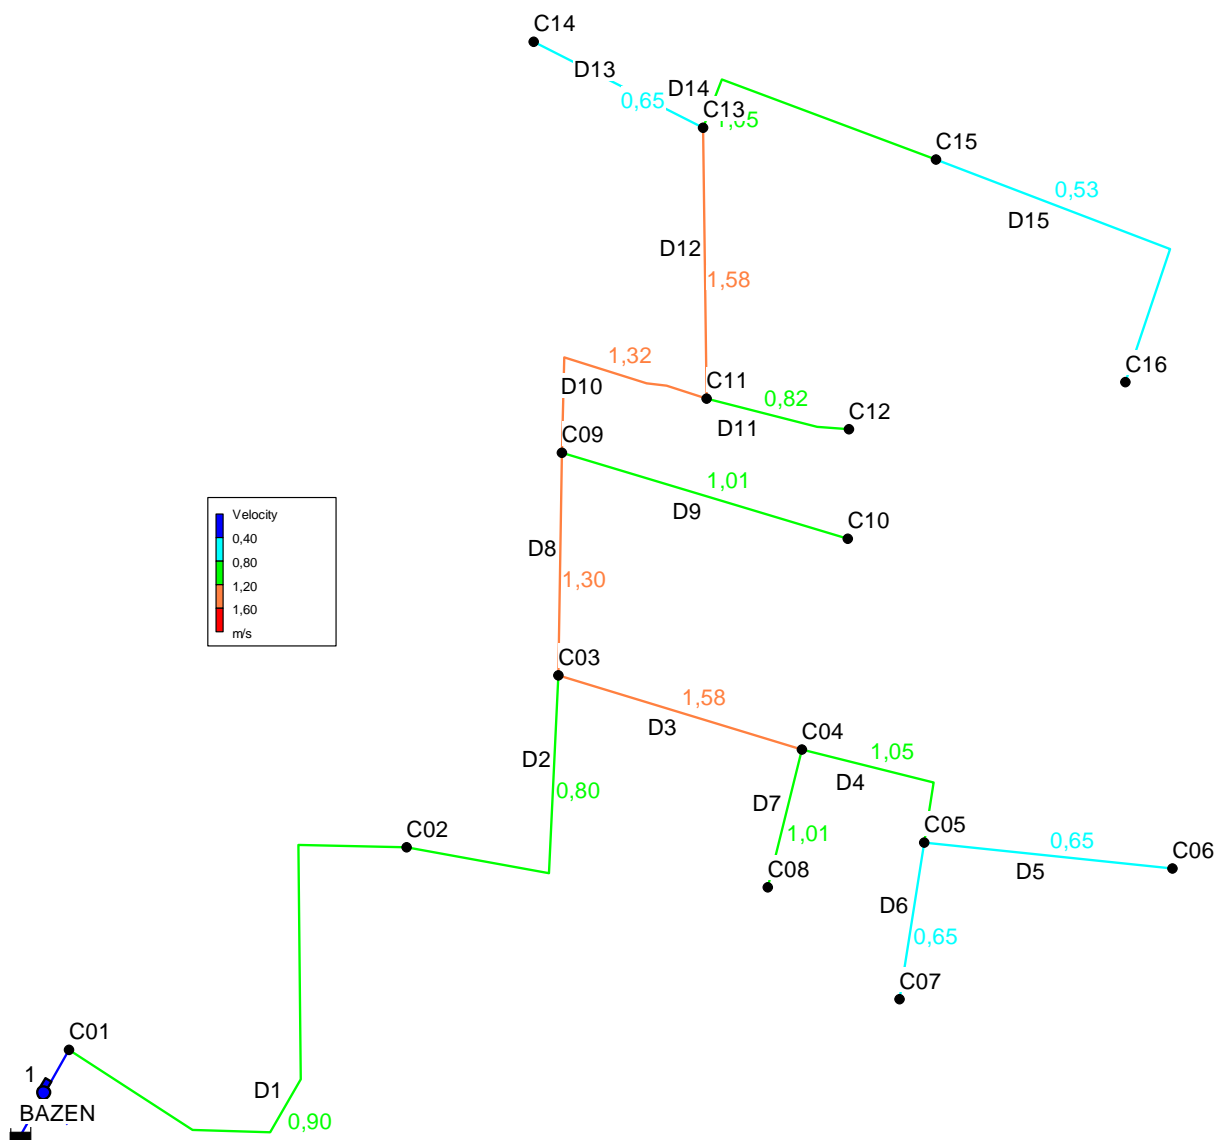 C14
D13
0,65
D14
C13
C15
0,53
D15
D12
1,58
C16
1,32
D10
C11
0,82
C12
D11
C09
1,01
D9
C10
D8
1,30
Velocity
0,40
0,80
1,20
1,60
m/s
C03
1,58
D3
C04
1,05
D4
D2
0,80
D7
1,01
C02
C05
0,65
C06
D5
C08
D6
0,65
C07
C01
1
BAZEN
D1
0,90